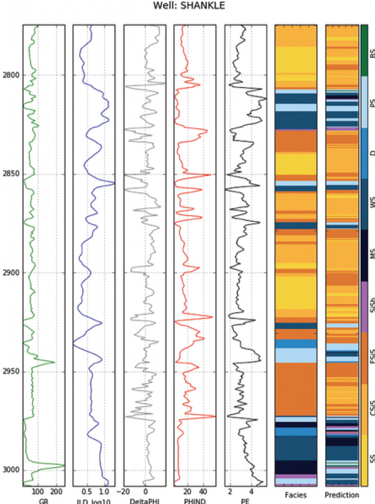 Well: SHANKLE
2800
2850
2900
2950
3000
100 200
0.5 1.0
−20 0
20 40
2 4
GR
ILD_log10
DeltaPHI
PHIND
PE
Facies
Prediction
BS
PS
D
WS
MS
SiSh
FSiS
CSiS
SS